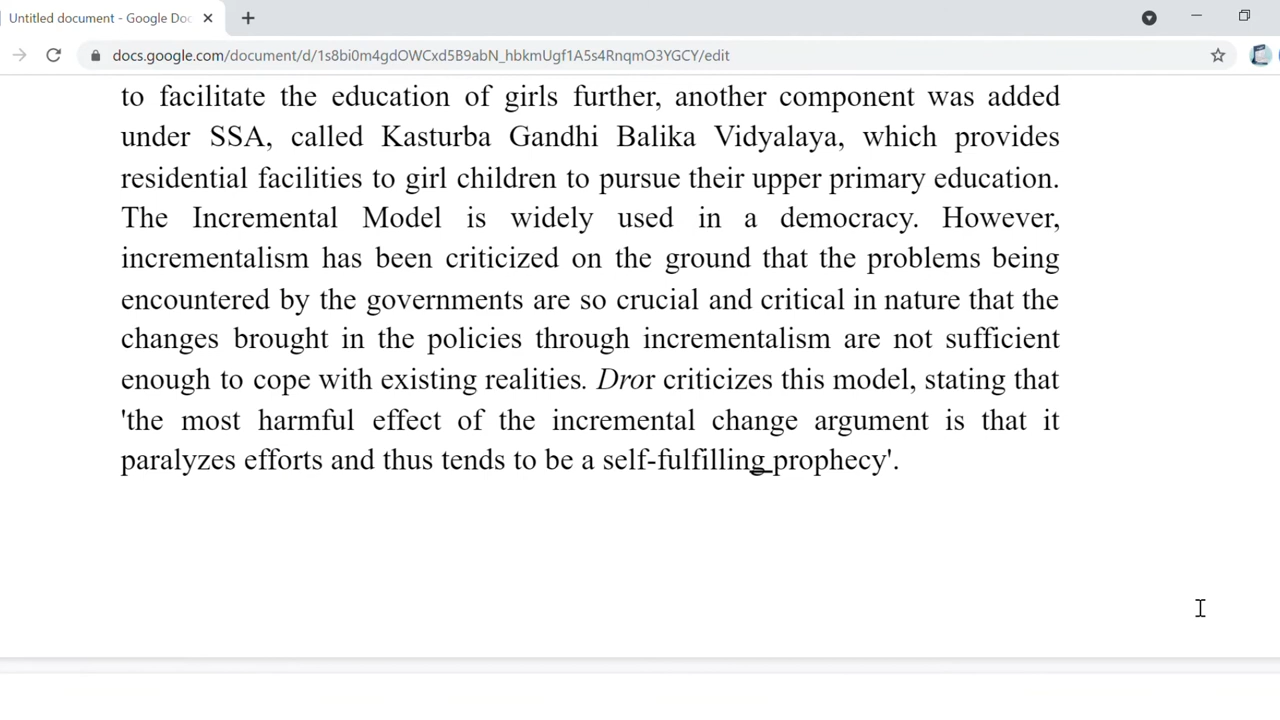 Untitled document - Google Doc
docs.google.com/document/d/1s8bi0m4gdOWCxd5B9abN_hbkmUgf1A5s4RnqmO3YGCY/edit
to facilitate the education of girls further, another component was added
under SSA, called Kasturba Gandhi Balika Vidyalaya, which provides
residential facilities to girl children to pursue their upper primary education.
The Incremental Model is widely used in a democracy. However,
incrementalism has been criticized on the ground that the problems being
encountered by the governments are so crucial and critical in nature that the
changes brought in the policies through incrementalism are not sufficient
enough to cope with existing realities. Dror criticizes this model, stating that
'the most harmful effect of the incremental change argument is that it
paralyzes efforts and thus tends to be a self-fulfilling prophecy'.